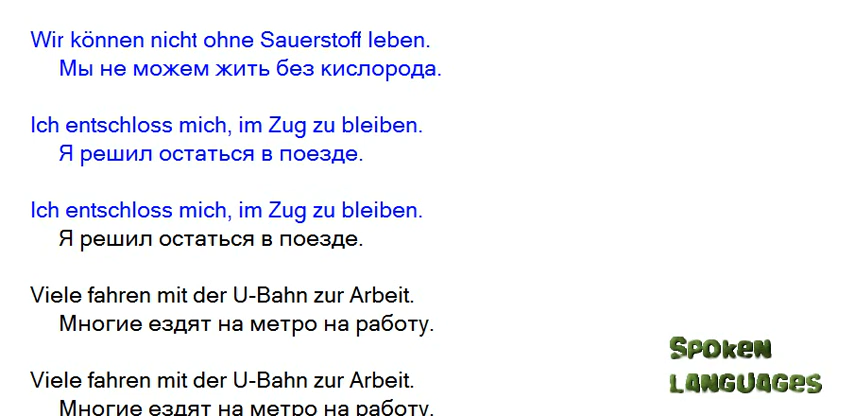 Wir können nicht ohne Sauerstoff leben.
Мы не можем жить без кислорода.
Ich entschloss mich, im Zug zu bleiben.
Я решил остаться в поезде.
Ich entschloss mich, im Zug zu bleiben.
Я решил остаться в поезде.
Viele fahren mit der U-Bahn zur Arbeit.
Многие ездят на метро на работу.
Viele fahren mit der U-Bahn zur Arbeit.
Многие ездят на метро на работу.
Spoken
Languages